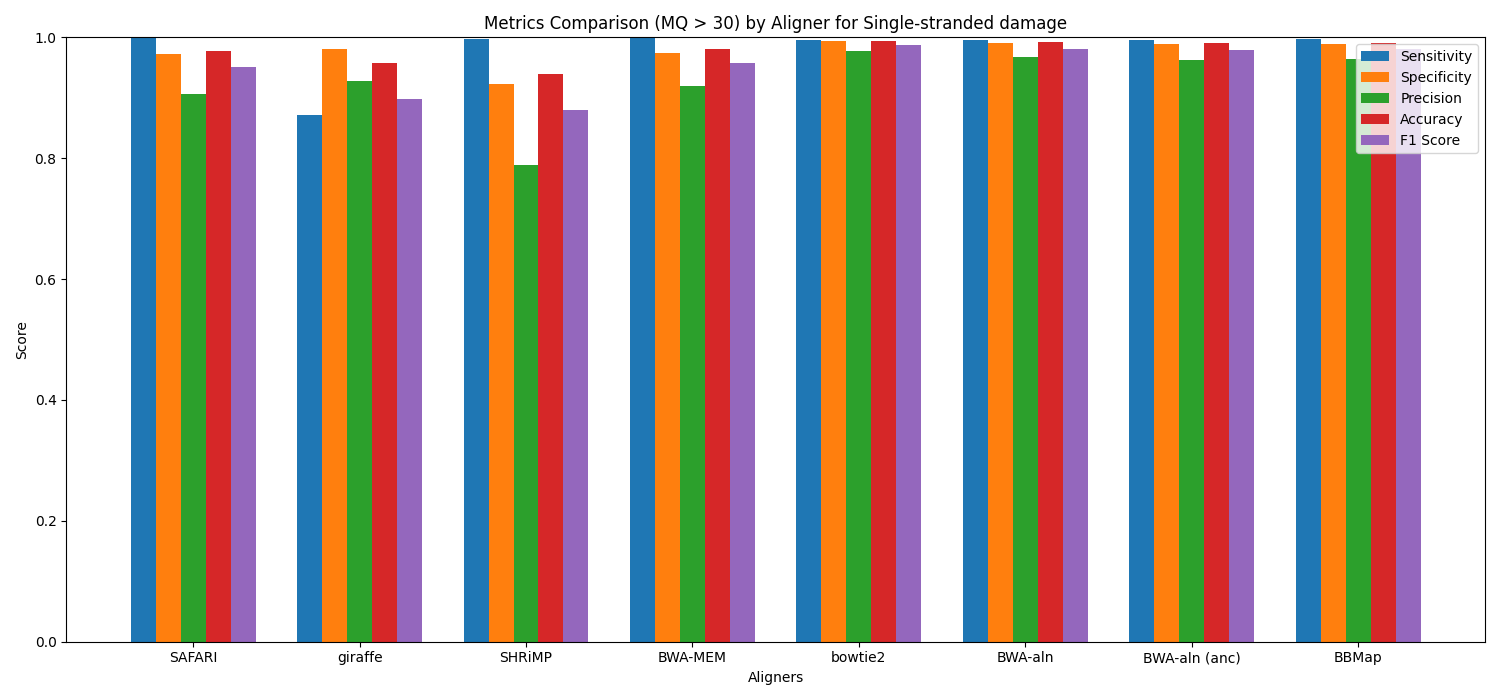 Metrics Comparison (MQ > 30) by Aligner for Single-stranded damage
1.0
0.8
0.6
0.4
0.2
0.0
Score
Sensitivity
Specificity
Precision
Accuracy
F1 Score
SAFARI giraffe SHRiMP BWA-MEM bowtie2 BWA-aln BWA-aln (anc) BBMap
Aligners